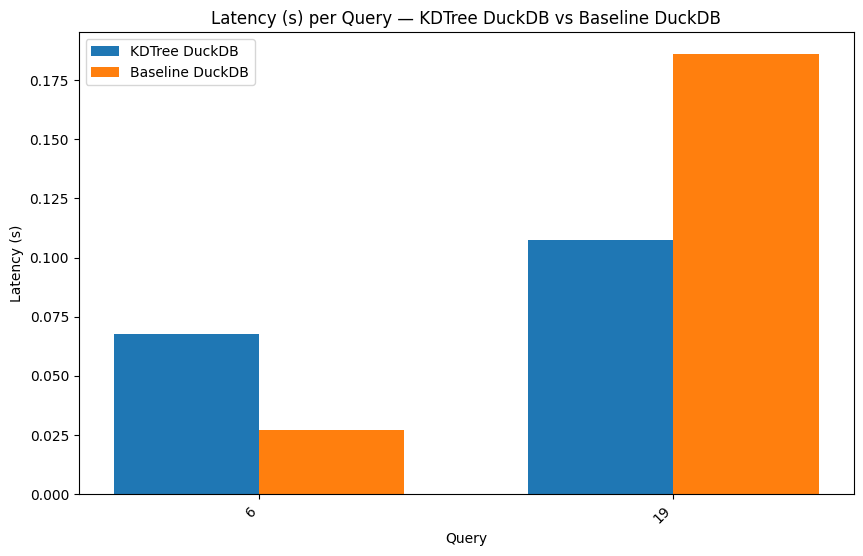 Latency (s) per Query — KDTree DuckDB vs Baseline DuckDB
KDTree DuckDB
Baseline DuckDB
Latency (s)
0.175
0.150
0.125
0.100
0.075
0.050
0.025
0.000
6
19
Query